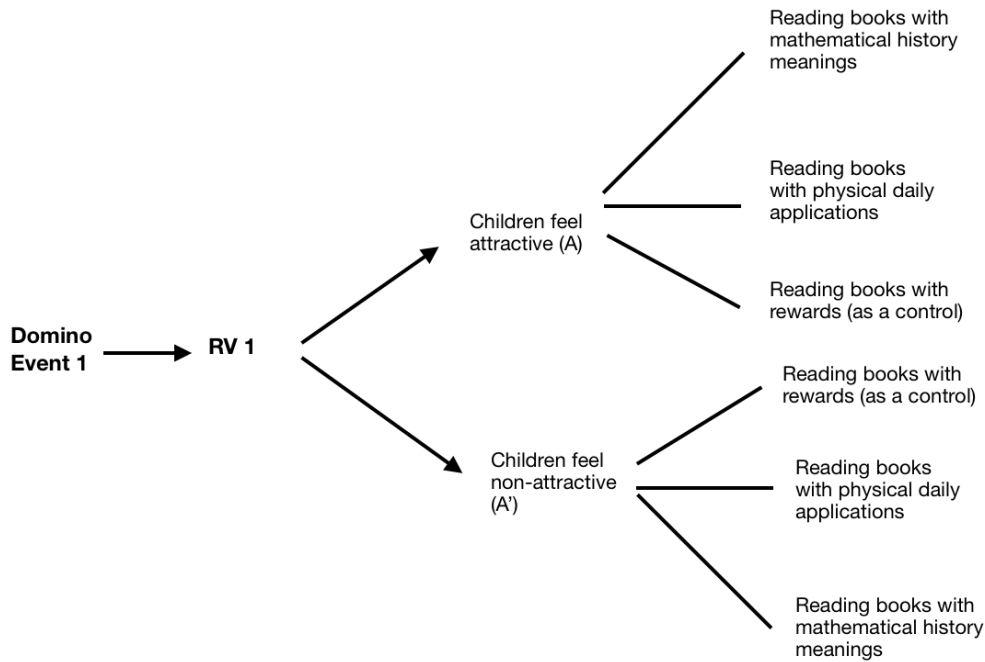 Reading books with
mathematical history
meanings
Reading books
with physical daily
applications
Children feel
attractive (A)
Reading books with
rewards (as a control)
Domino
Event 1
RV 1
Reading books with
rewards (as a control)
Children feel
non-attractive
(A’)
Reading books
with physical daily
applications
Reading books with
mathematical history
meanings